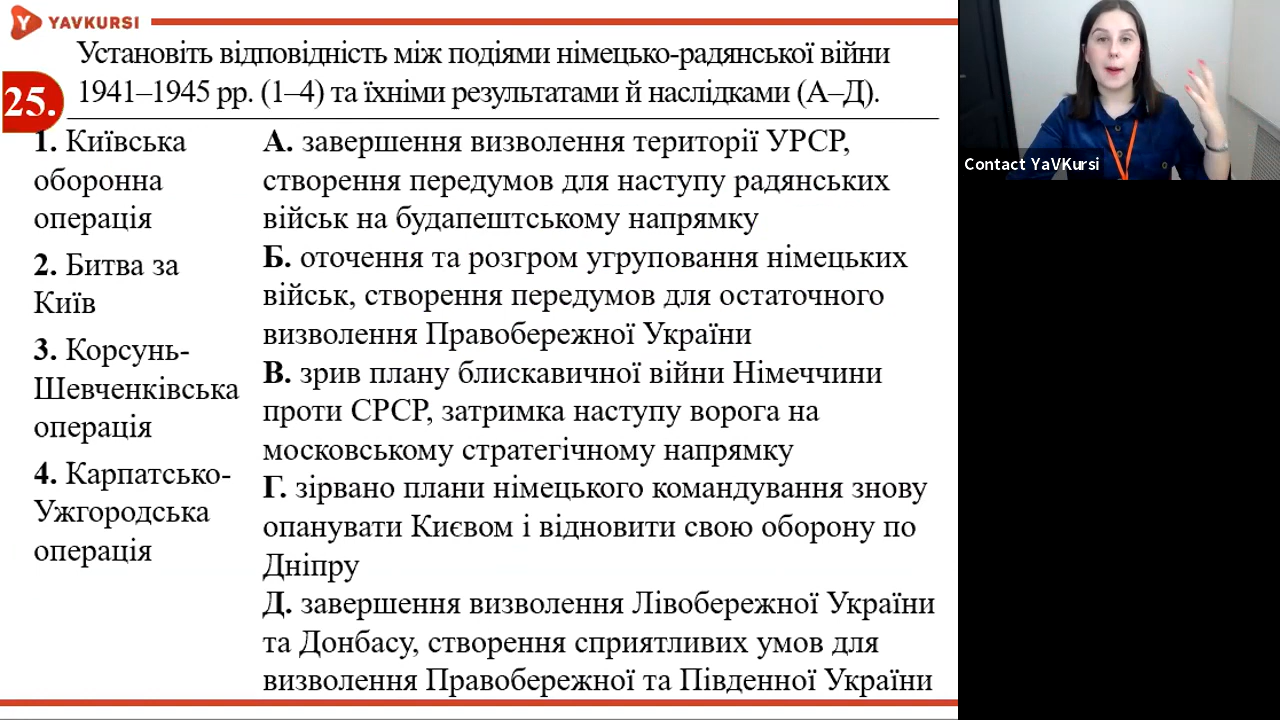 YAVKURSI
Установіть відповідність між подіями німецько-радянської війни
25. 1941–1945 рр. (1–4) та їхніми результатами й наслідками (А–Д).
1. Київська
оборонна
операція
2. Битва за
Київ
3. Корсунь-
Шевченківська
операція
4. Карпатсько-
Ужгородська
операція
А. завершення визволення території УРСР,
створення передумов для наступу радянських
військ на будапештському напрямку
Б. оточення та розгром угруповання німецьких
військ, створення передумов для остаточного
визволення Правобережної України
В. зрив плану блискавичної війни Німеччини
проти СРСР, затримка наступу ворога на
московському стратегічному напрямку
Г. зірвано плани німецького командування знову
опанувати Києвом і відновити свою оборону по
Дніпру
Д. завершення визволення Лівобережної України
та Донбасу, створення сприятливих умов для
визволення Правобережної та Південної України
Contact YaVKursi